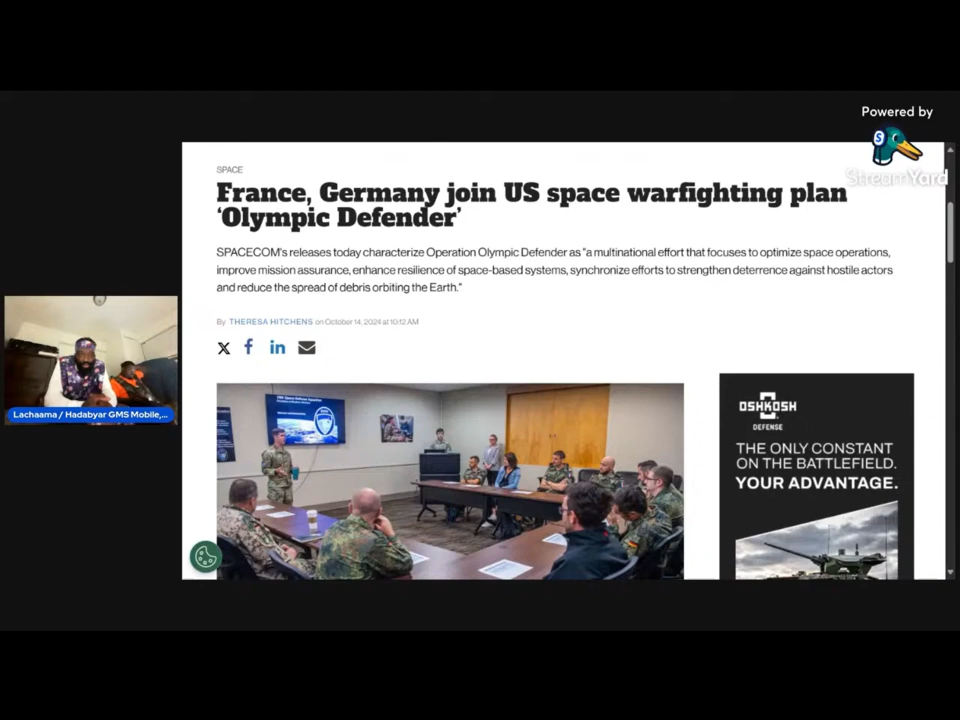 Powered by
StreamYard
SPACE
France, Germany join US space warfighting plan
‘Olympic Defender’
SPACECOM's releases today characterize Operation Olympic Defender as "a multinational effort that focuses to optimize space operations,
improve mission assurance, enhance resilience of space-based systems, synchronize efforts to strengthen deterrence against hostile actors
and reduce the spread of debris orbiting the Earth."
By THERESA HITCHENS on October 14, 2024 at 10:12 AM
Lachaama / Hadabyar GMS Mobile,...
OSHKOSH
DEFENSE
THE ONLY CONSTANT
ON THE BATTLEFIELD.
YOUR ADVANTAGE.